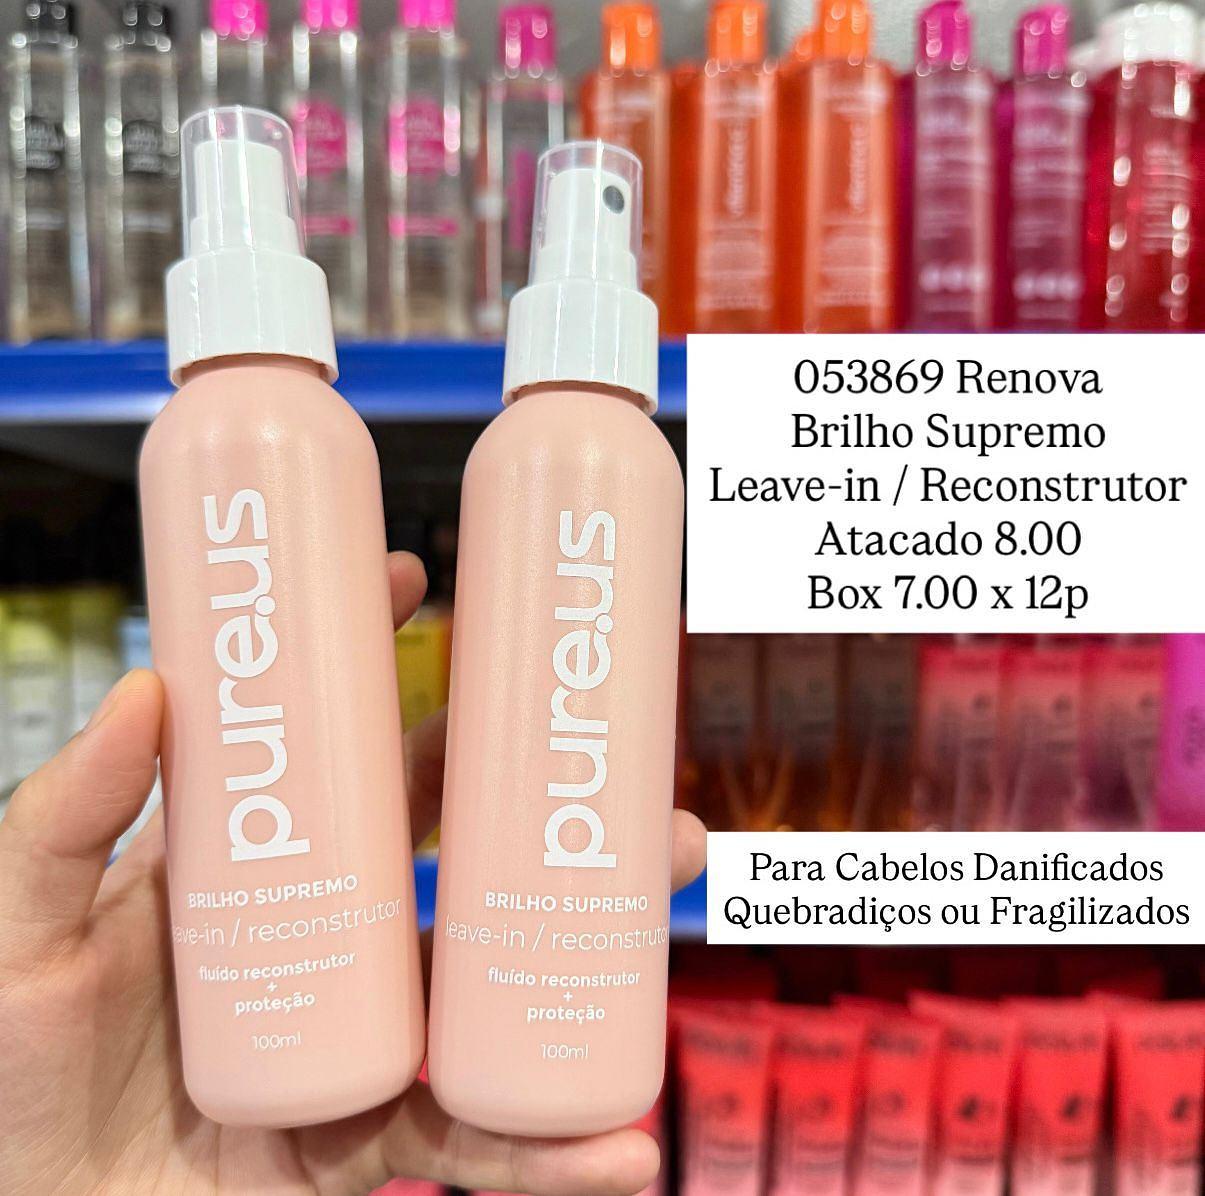 053869 Renova
Brilho Supremo
Leave-in / Reconstrutor
Atacado 8.00
Box 7.00 x 12p
Para Cabelos Danificados
Quebradiços ou Fragilizados
pure.us
BRILHO SUPREMO
leave-in / reconstrutor
fluído reconstrutor
+
proteção
100ml
pure.us
BRILHO SUPREMO
leave-in / reconstrutor
fluído reconstrutor
+
proteção
100ml